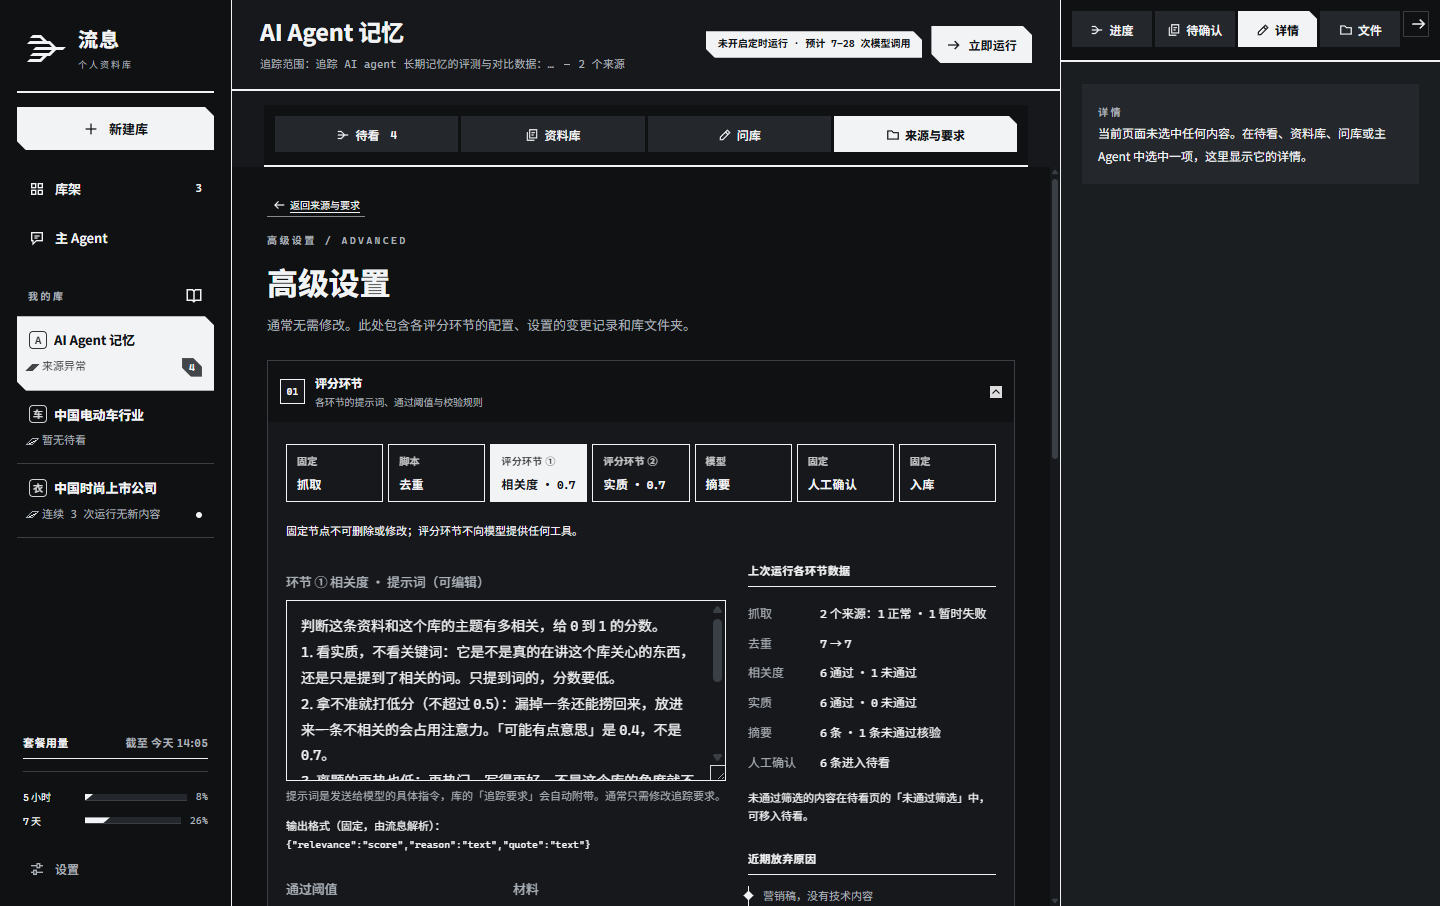 流息
个人资料库
新建库
库架 3
主 Agent
我的库
A AI Agent 记忆
来源异常 4
车 中国电动车行业
暂无待看
衣 中国时尚上市公司
连续 3 次运行无新内容
套餐用量 截至 今天 14:05
5 小时 8%
7 天 26%
设置
AI Agent 记忆
追踪范围：追踪 AI agent 长期记忆的评测与对比数据：… — 2 个来源
未开启定时运行 · 预计 7–28 次模型调用
立即运行
待看 4
资料库
问库
来源与要求
返回来源与要求
高级设置 / ADVANCED
高级设置
通常无需修改。此处包含各评分环节的配置、设置的变更记录和库文件夹。
01 评分环节
各环节的提示词、通过阈值与校验规则
固定
抓取
脚本
去重
评分环节 ①
相关度 · 0.7
评分环节 ②
实质 · 0.7
模型
摘要
固定
人工确认
固定
入库
固定节点不可删除或修改；评分环节不向模型提供任何工具。
环节 ① 相关度 · 提示词（可编辑）
判断这条资料和这个库的主题有多相关，给 0 到 1 的分数。
1. 看实质，不看关键词：它是不是真的在讲这个库关心的东西，
还是只是提到了相关的词。只提到词的，分数要低。
2. 拿不准就打低分（不超过 0.5）：漏掉一条还能捞回来，放进
来一条不相关的会占用注意力。「可能有点意思」是 0.4，不是
0.7。
提示词是发送给模型的具体指令，库的「追踪要求」会自动附带。通常只需修改追踪要求。
输出格式（固定，由流息解析）：
{"relevance":"score","reason":"text","quote":"text"}
通过阈值 材料
上次运行各环节数据
抓取 2 个来源：1 正常 · 1 暂时失败
去重 7 → 7
相关度 6 通过 · 1 未通过
实质 6 通过 · 0 未通过
摘要 6 条 · 1 条未通过核验
人工确认 6 条进入待看
未通过筛选的内容在待看页的「未通过筛选」中，
可移入待看。
近期放弃原因
营销稿，没有技术内容
进度
待确认
详情
文件
详情
当前页面未选中任何内容。在待看、资料库、问库或主
Agent 中选中一项，这里显示它的详情。